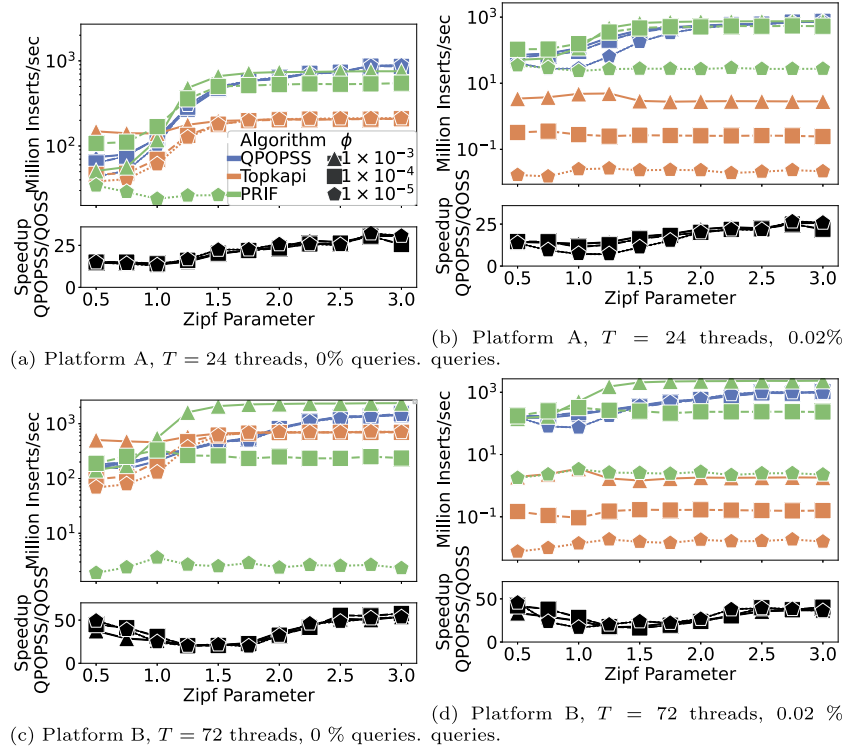 Million Inserts/sec
10³
10²
Algorithm ϕ
QPOPSS 1 × 10⁻³
Topkapi 1 × 10⁻⁴
PRIF 1 × 10⁻⁵
Speedup
QPOPSS/QOSS
25
0
0.5 1.0 1.5 2.0 2.5 3.0
Zipf Parameter
(a) Platform A, T = 24 threads, 0% queries.
Million Inserts/sec
10³
10¹
10⁻¹
Speedup
QPOPSS/QOSS
25
0
0.5 1.0 1.5 2.0 2.5 3.0
Zipf Parameter
(b) Platform A, T = 24 threads, 0.02%
queries.
Million Inserts/sec
10³
10²
10¹
Speedup
QPOPSS/QOSS
50
0
0.5 1.0 1.5 2.0 2.5 3.0
Zipf Parameter
(c) Platform B, T = 72 threads, 0 % queries.
Million Inserts/sec
10³
10¹
10⁻¹
Speedup
QPOPSS/QOSS
50
0
0.5 1.0 1.5 2.0 2.5 3.0
Zipf Parameter
(d) Platform B, T = 72 threads, 0.02 %
queries.